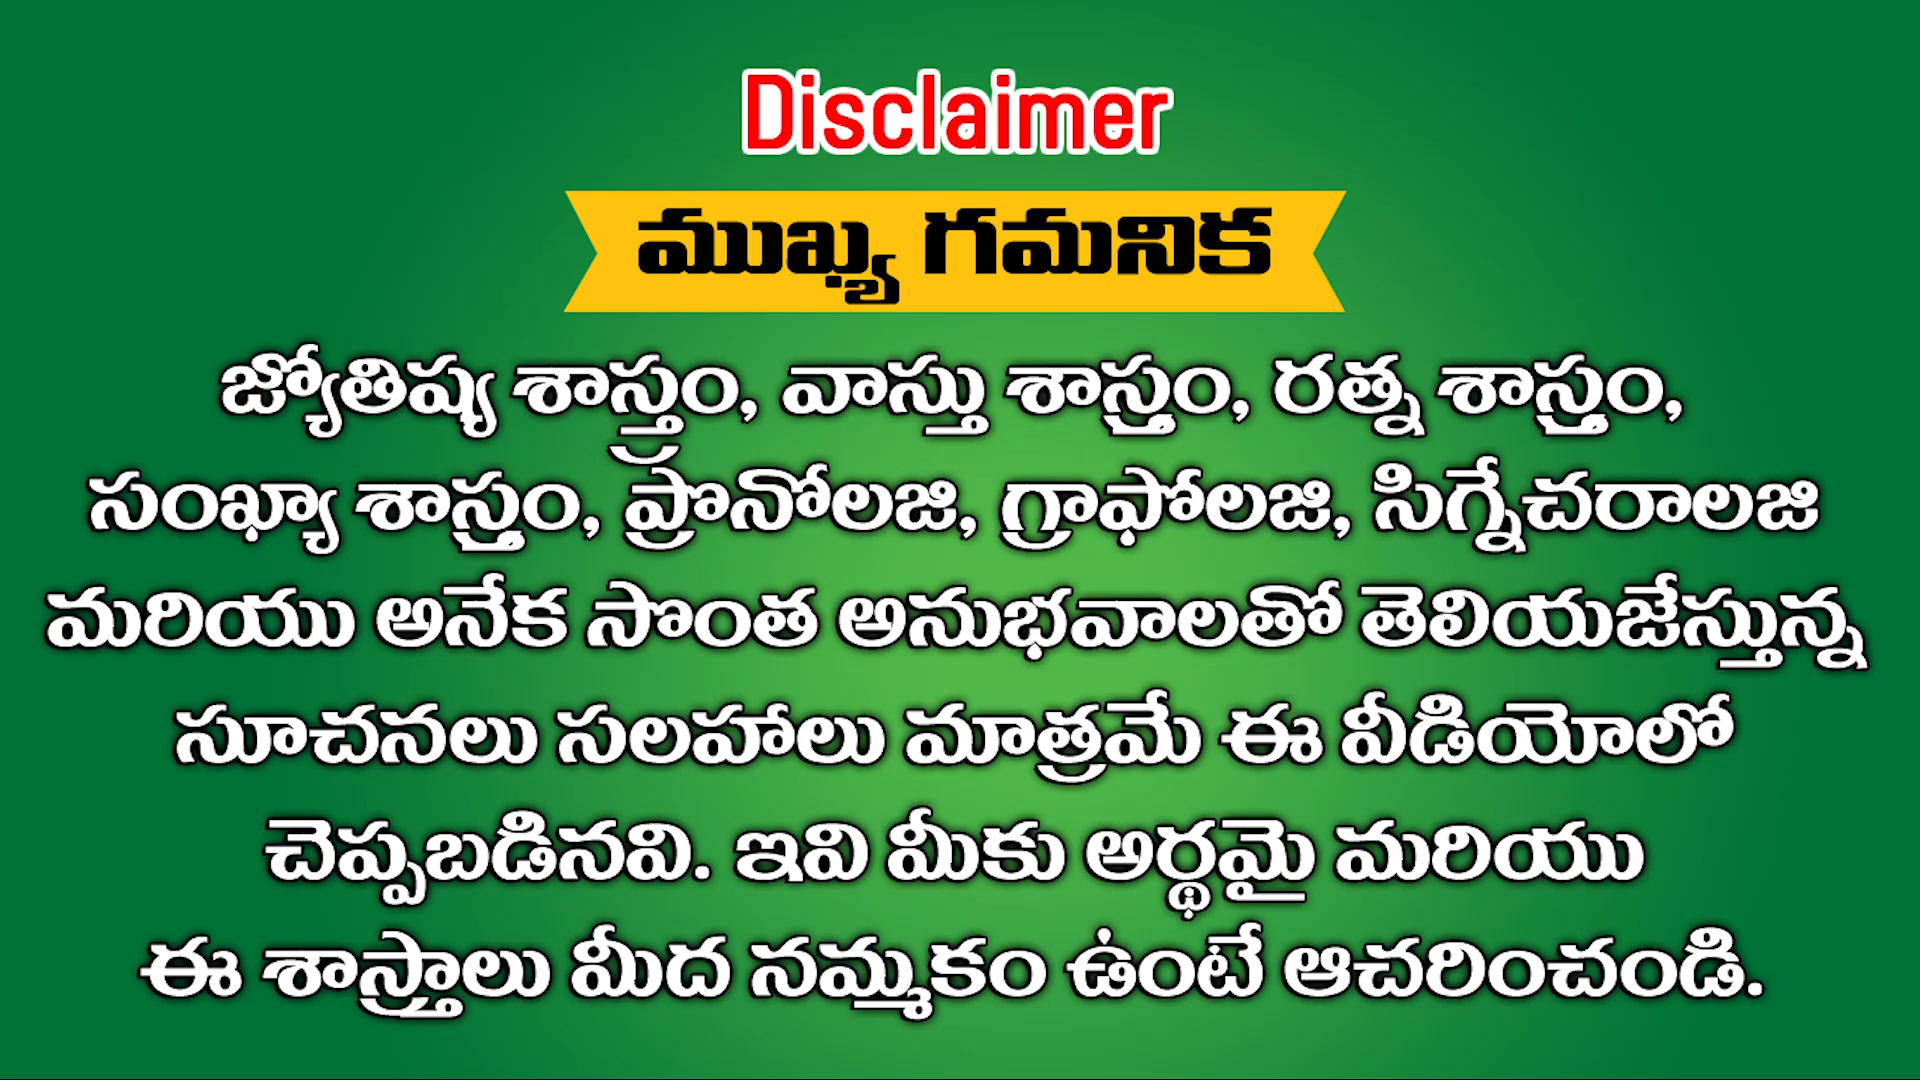 Disclaimer
ముఖ్య గమనిక
జ్యోతిష్య శాస్త్రం, వాస్తు శాస్త్రం, రత్న శాస్త్రం,
సంఖ్యా శాస్త్రం, ప్రొనోలజి, గ్రాఫోలజి, సిగ్నేచరాలజి
మరియు అనేక సొంత అనుభవాలతో తెలియజేస్తున్న
సూచనలు సలహాలు మాత్రమే ఈ వీడియోలో
చెప్పబడినవి. ఇవి మీకు అర్థమై మరియు
ఈ శాస్త్రాలు మీద నమ్మకం ఉంటే ఆచరించండి.